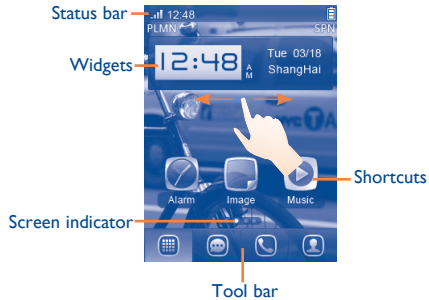 Status bar
12:48
PLMN SPN
Widgets
12:48 AM
Tue 03/18
ShangHai
Shortcuts
Alarm Image Music
Screen indicator
Tool bar